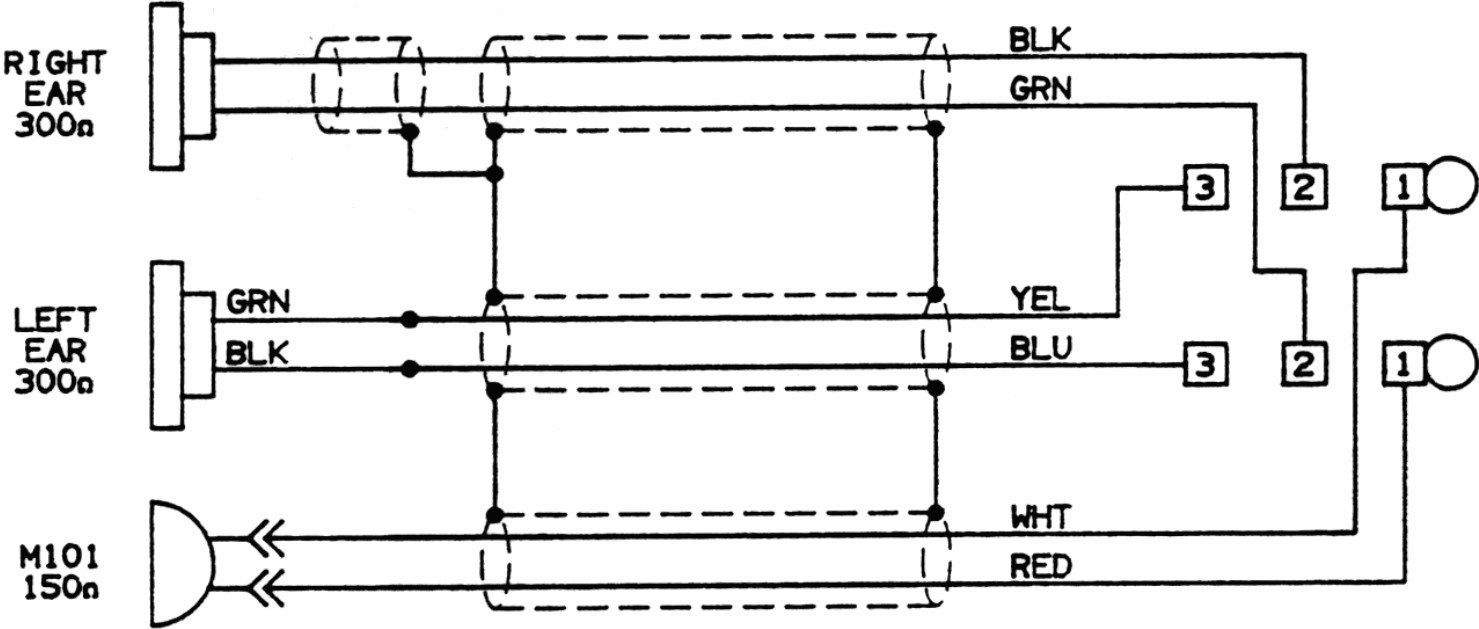 RIGHT
EAR
300Ω
BLK
GRN
3 2 1
LEFT
EAR
300Ω
GRN
BLK
YEL
BLU
3 2 1
M101
150Ω
WHT
RED